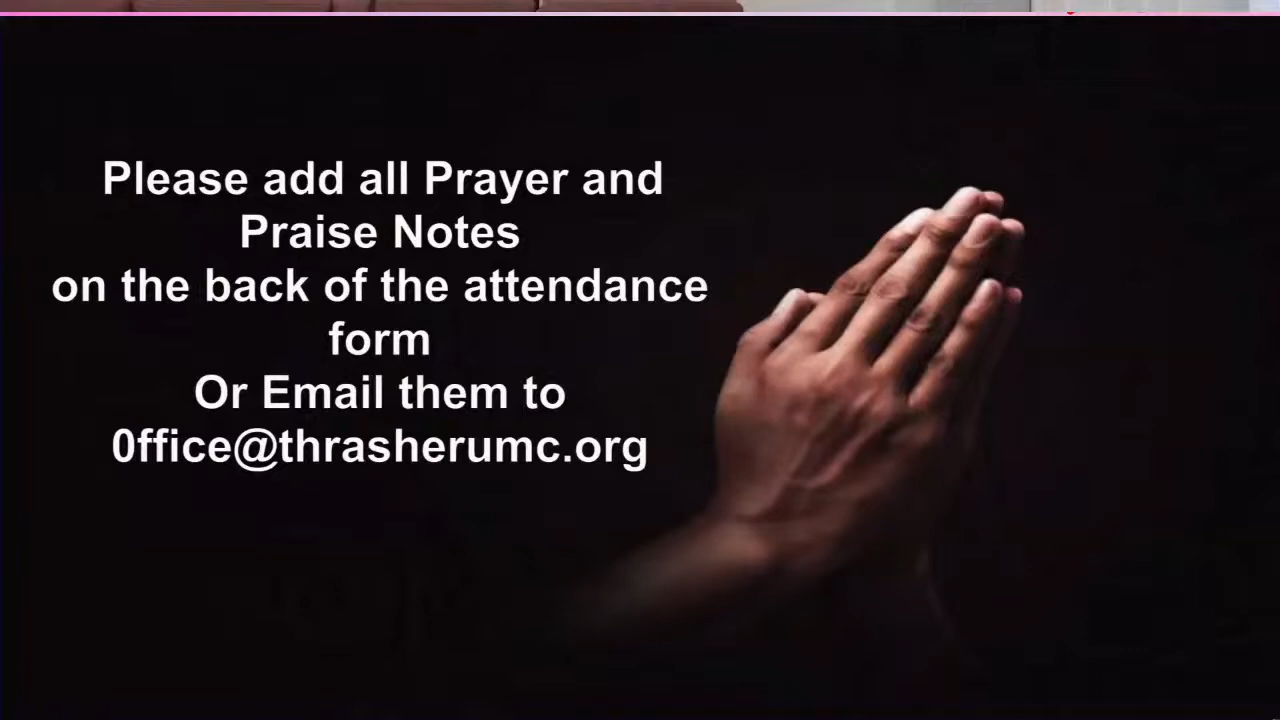 Please add all Prayer and
Praise Notes
on the back of the attendance
form
Or Email them to
0ffice@thrasherumc.org